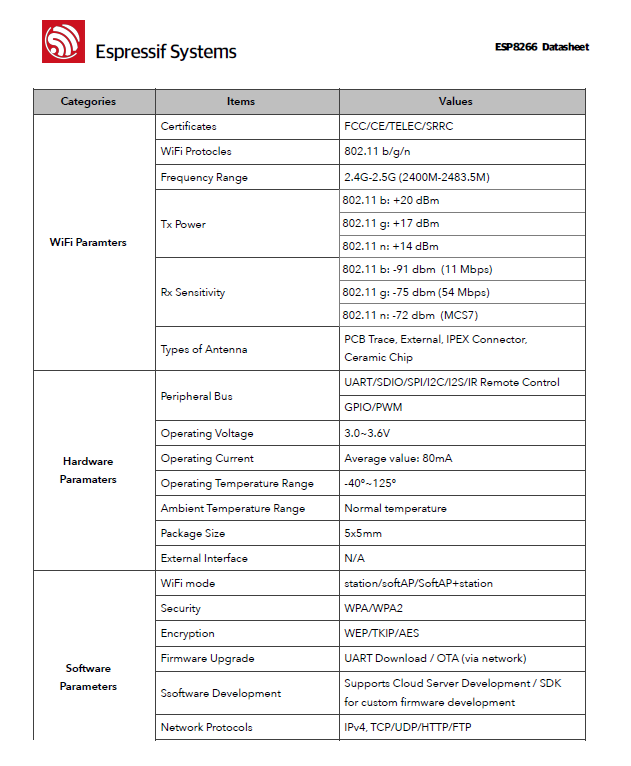 Espressif Systems
ESP8266 Datasheet
Categories Items Values
WiFi Paramters
Certificates FCC/CE/TELEC/SRRC
WiFi Protocles 802.11 b/g/n
Frequency Range 2.4G-2.5G (2400M-2483.5M)
Tx Power
802.11 b: +20 dBm
802.11 g: +17 dBm
802.11 n: +14 dBm
Rx Sensitivity
802.11 b: -91 dbm (11 Mbps)
802.11 g: -75 dbm (54 Mbps)
802.11 n: -72 dbm (MCS7)
Types of Antenna
PCB Trace, External, IPEX Connector,
Ceramic Chip
Hardware
Paramaters
Peripheral Bus
UART/SDIO/SPI/I2C/I2S/IR Remote Control
GPIO/PWM
Operating Voltage 3.0~3.6V
Operating Current Average value: 80mA
Operating Temperature Range -40°~125°
Ambient Temperature Range Normal temperature
Package Size 5x5mm
External Interface N/A
Software
Parameters
WiFi mode station/softAP/SoftAP+station
Security WPA/WPA2
Encryption WEP/TKIP/AES
Firmware Upgrade UART Download / OTA (via network)
Ssoftware Development
Supports Cloud Server Development / SDK
for custom firmware development
Network Protocols IPv4, TCP/UDP/HTTP/FTP